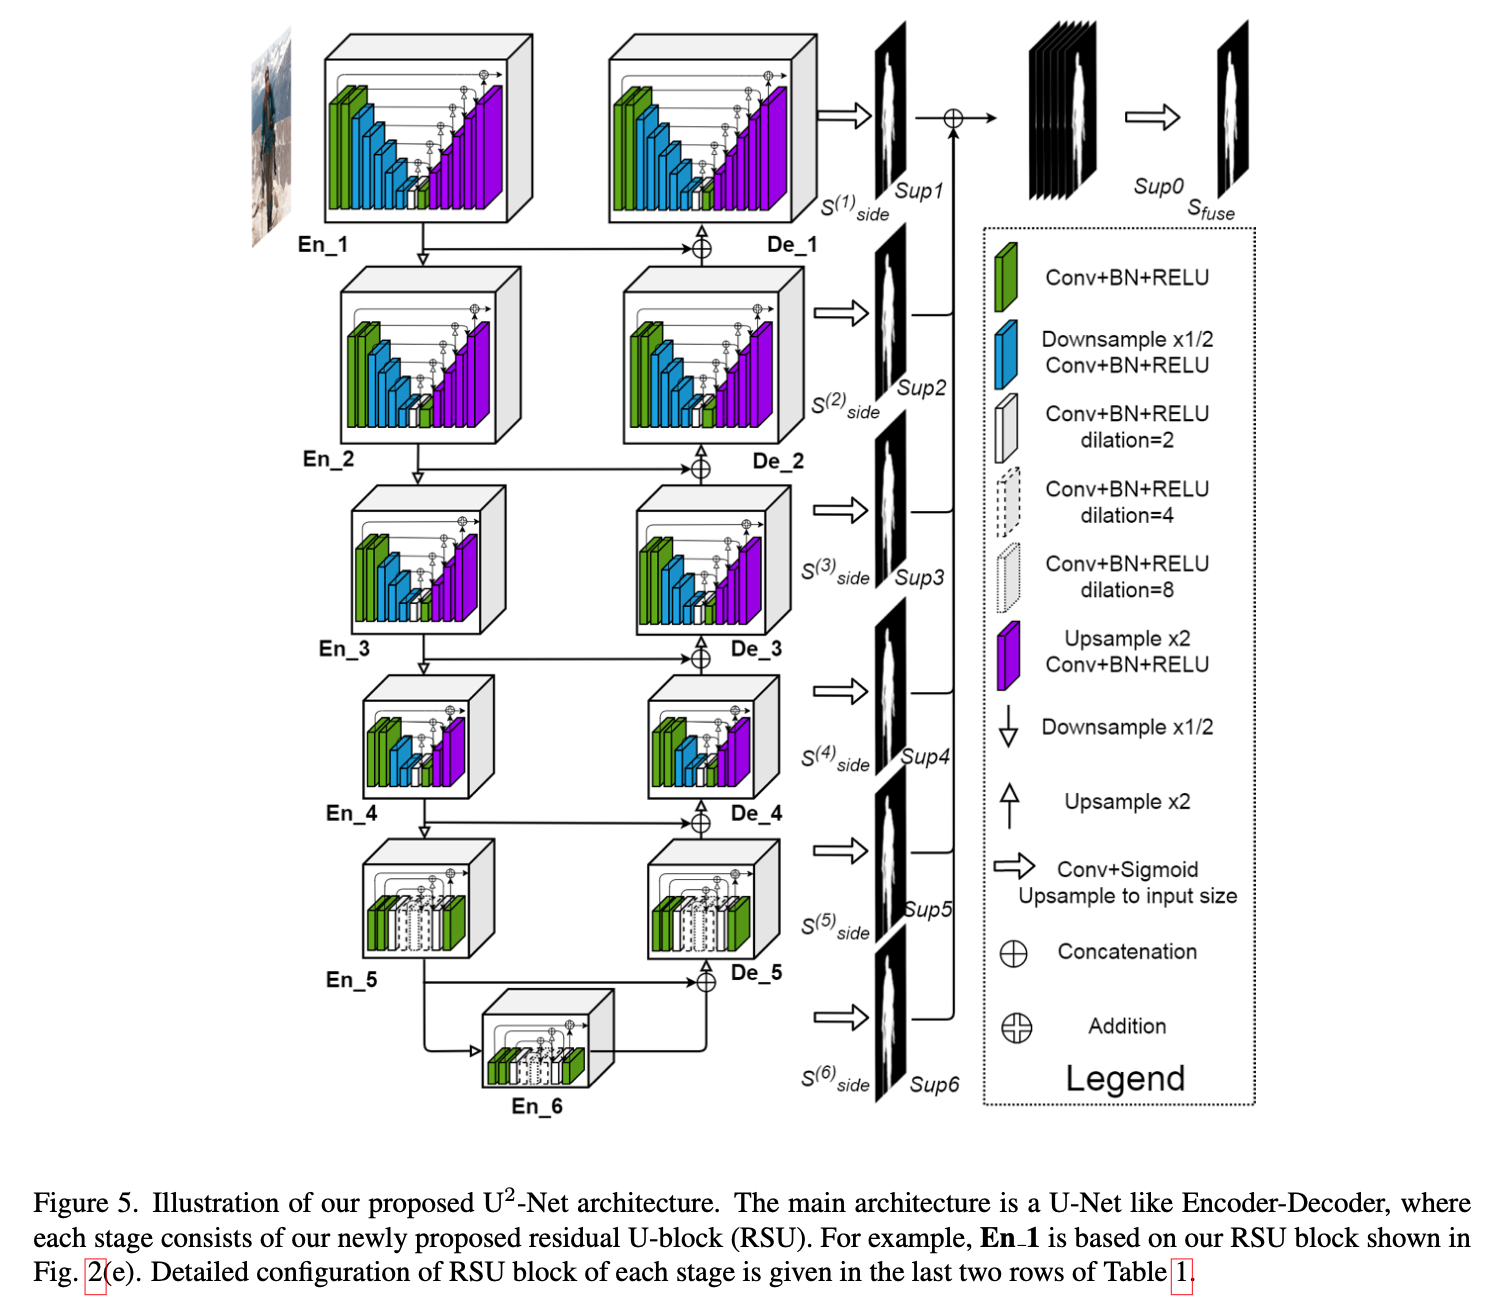 En_1
De_1
S(1)side
Sup1
Sup0
Sfuse
En_2
De_2
S(2)side
Sup2
En_3
De_3
S(3)side
Sup3
En_4
De_4
S(4)side
Sup4
En_5
De_5
S(5)side
Sup5
En_6
S(6)side
Sup6
Conv+BN+RELU
Downsample x1/2
Conv+BN+RELU
Conv+BN+RELU
dilation=2
Conv+BN+RELU
dilation=4
Conv+BN+RELU
dilation=8
Upsample x2
Conv+BN+RELU
Downsample x1/2
Upsample x2
Conv+Sigmoid
Upsample to input size
Concatenation
Addition
Legend
Figure 5. Illustration of our proposed U²-Net architecture. The main architecture is a U-Net like Encoder-Decoder, where
each stage consists of our newly proposed residual U-block (RSU). For example, En_1 is based on our RSU block shown in
Fig. 2(e). Detailed configuration of RSU block of each stage is given in the last two rows of Table 1.